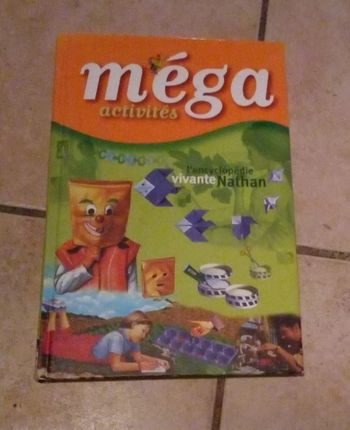 méga
activités
l'encyclopédie
vivante Nathan